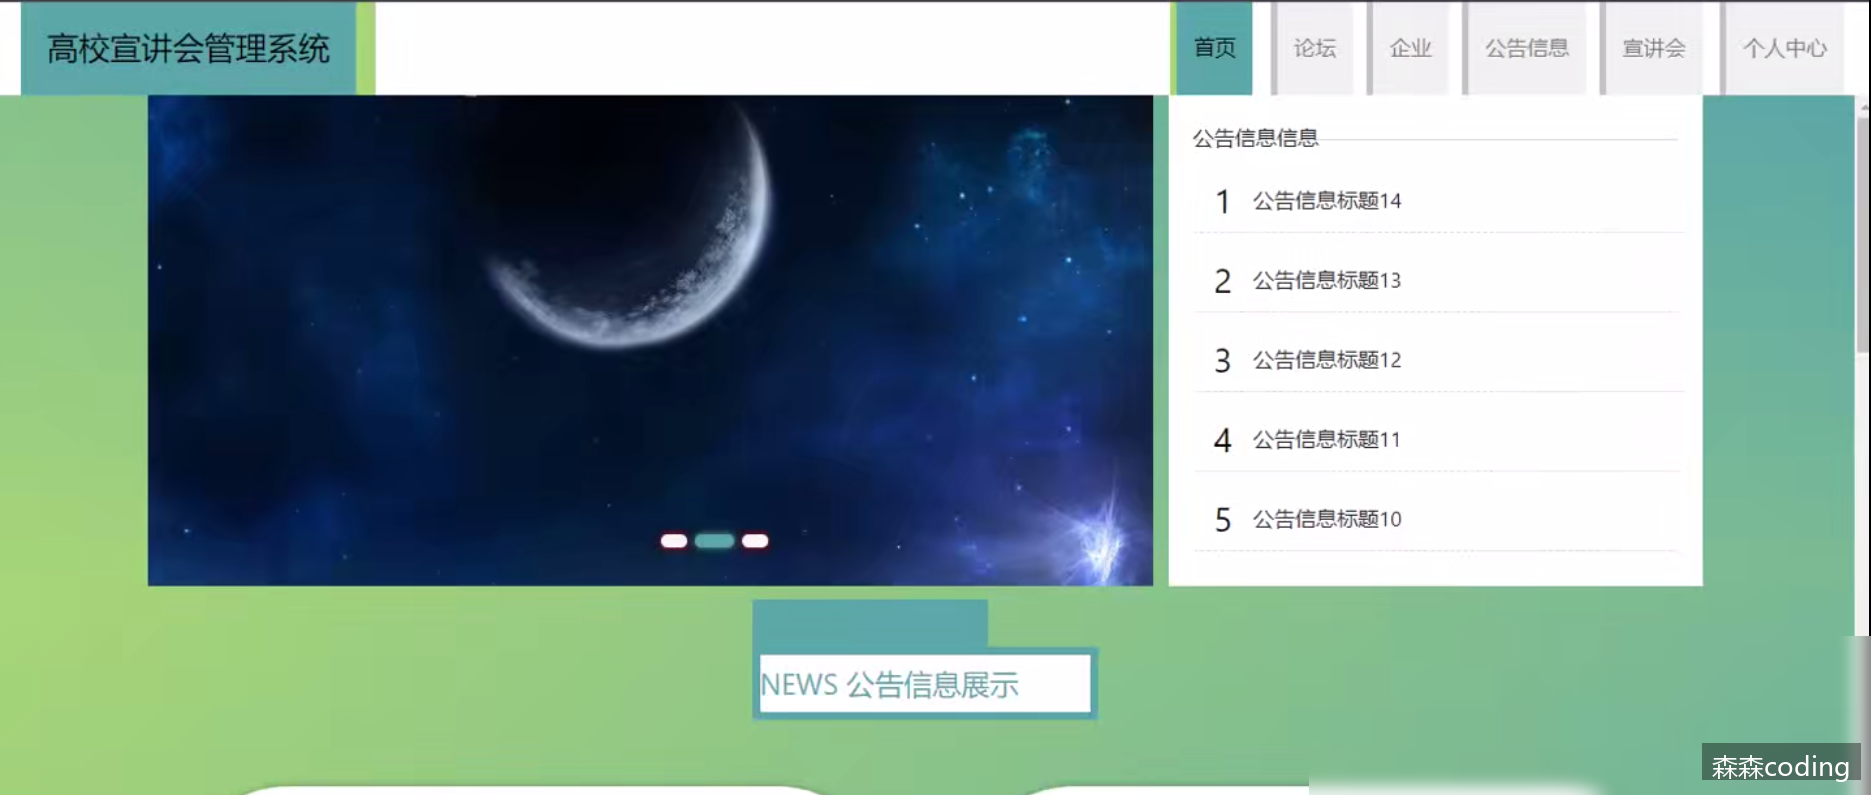 高校宣讲会管理系统
首页 论坛 企业 公告信息 宣讲会 个人中心
公告信息信息
1 公告信息标题14
2 公告信息标题13
3 公告信息标题12
4 公告信息标题11
5 公告信息标题10
NEWS 公告信息展示
森森coding